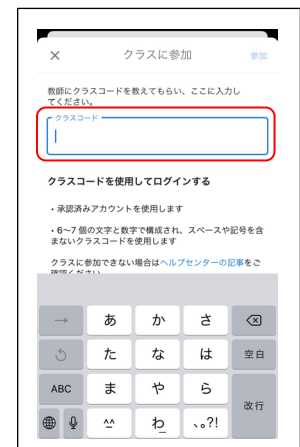 × クラスに参加 参加
教師にクラスコードを教えてもらい、ここに入力し
てください。
クラスコード
クラスコードを使用してログインする
・承認済みアカウントを使用します
・6〜7 個の文字と数字で構成され、スペースや記号を含
まないクラスコードを使用します
クラスに参加できない場合はヘルプセンターの記事をご
確認ください
→ あ か さ
た な は 空白
ABC ま や ら 改行
^^ わ 、。?!